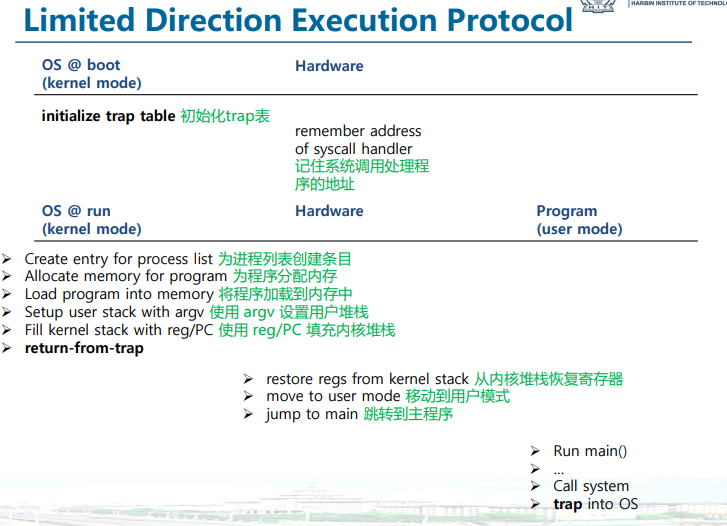 HARBIN INSTITUTE OF TECHNOL
Limited Direction Execution Protocol
OS @ boot
(kernel mode)
Hardware
initialize trap table 初始化trap表
remember address
of syscall handler
记住系统调用处理程
序的地址
OS @ run
(kernel mode)
Hardware
Program
(user mode)
Create entry for process list 为进程列表创建条目
Allocate memory for program 为程序分配内存
Load program into memory 将程序加载到内存中
Setup user stack with argv 使用 argv 设置用户堆栈
Fill kernel stack with reg/PC 使用 reg/PC 填充内核堆栈
return-from-trap
restore regs from kernel stack 从内核堆栈恢复寄存器
move to user mode 移动到用户模式
jump to main 跳转到主程序
Run main()
...
Call system
trap into OS